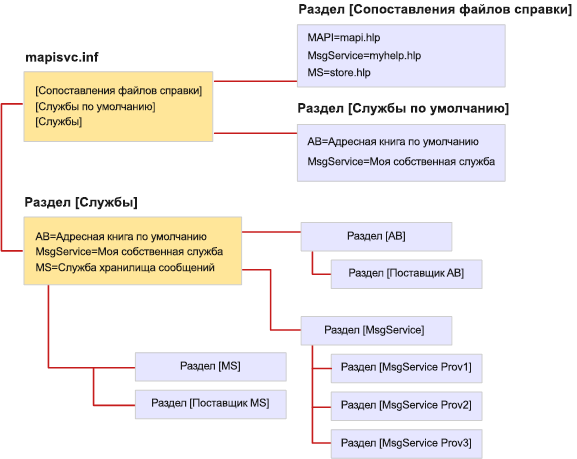 Раздел [Сопоставления файлов справки]
MAPI=mapi.hlp
MsgService=myhelp.hlp
MS=store.hlp
mapisvc.inf
[Сопоставления файлов справки]
[Службы по умолчанию]
[Службы]
Раздел [Службы по умолчанию]
AB=Адресная книга по умолчанию
MsgService=Моя собственная служба
Раздел [Службы]
AB=Адресная книга по умолчанию
MsgService=Моя собственная служба
MS=Служба хранилища сообщений
Раздел [AB]
Раздел [Поставщик AB]
Раздел [MsgService]
Раздел [MsgService Prov1]
Раздел [MsgService Prov2]
Раздел [MsgService Prov3]
Раздел [MS]
Раздел [Поставщик MS]